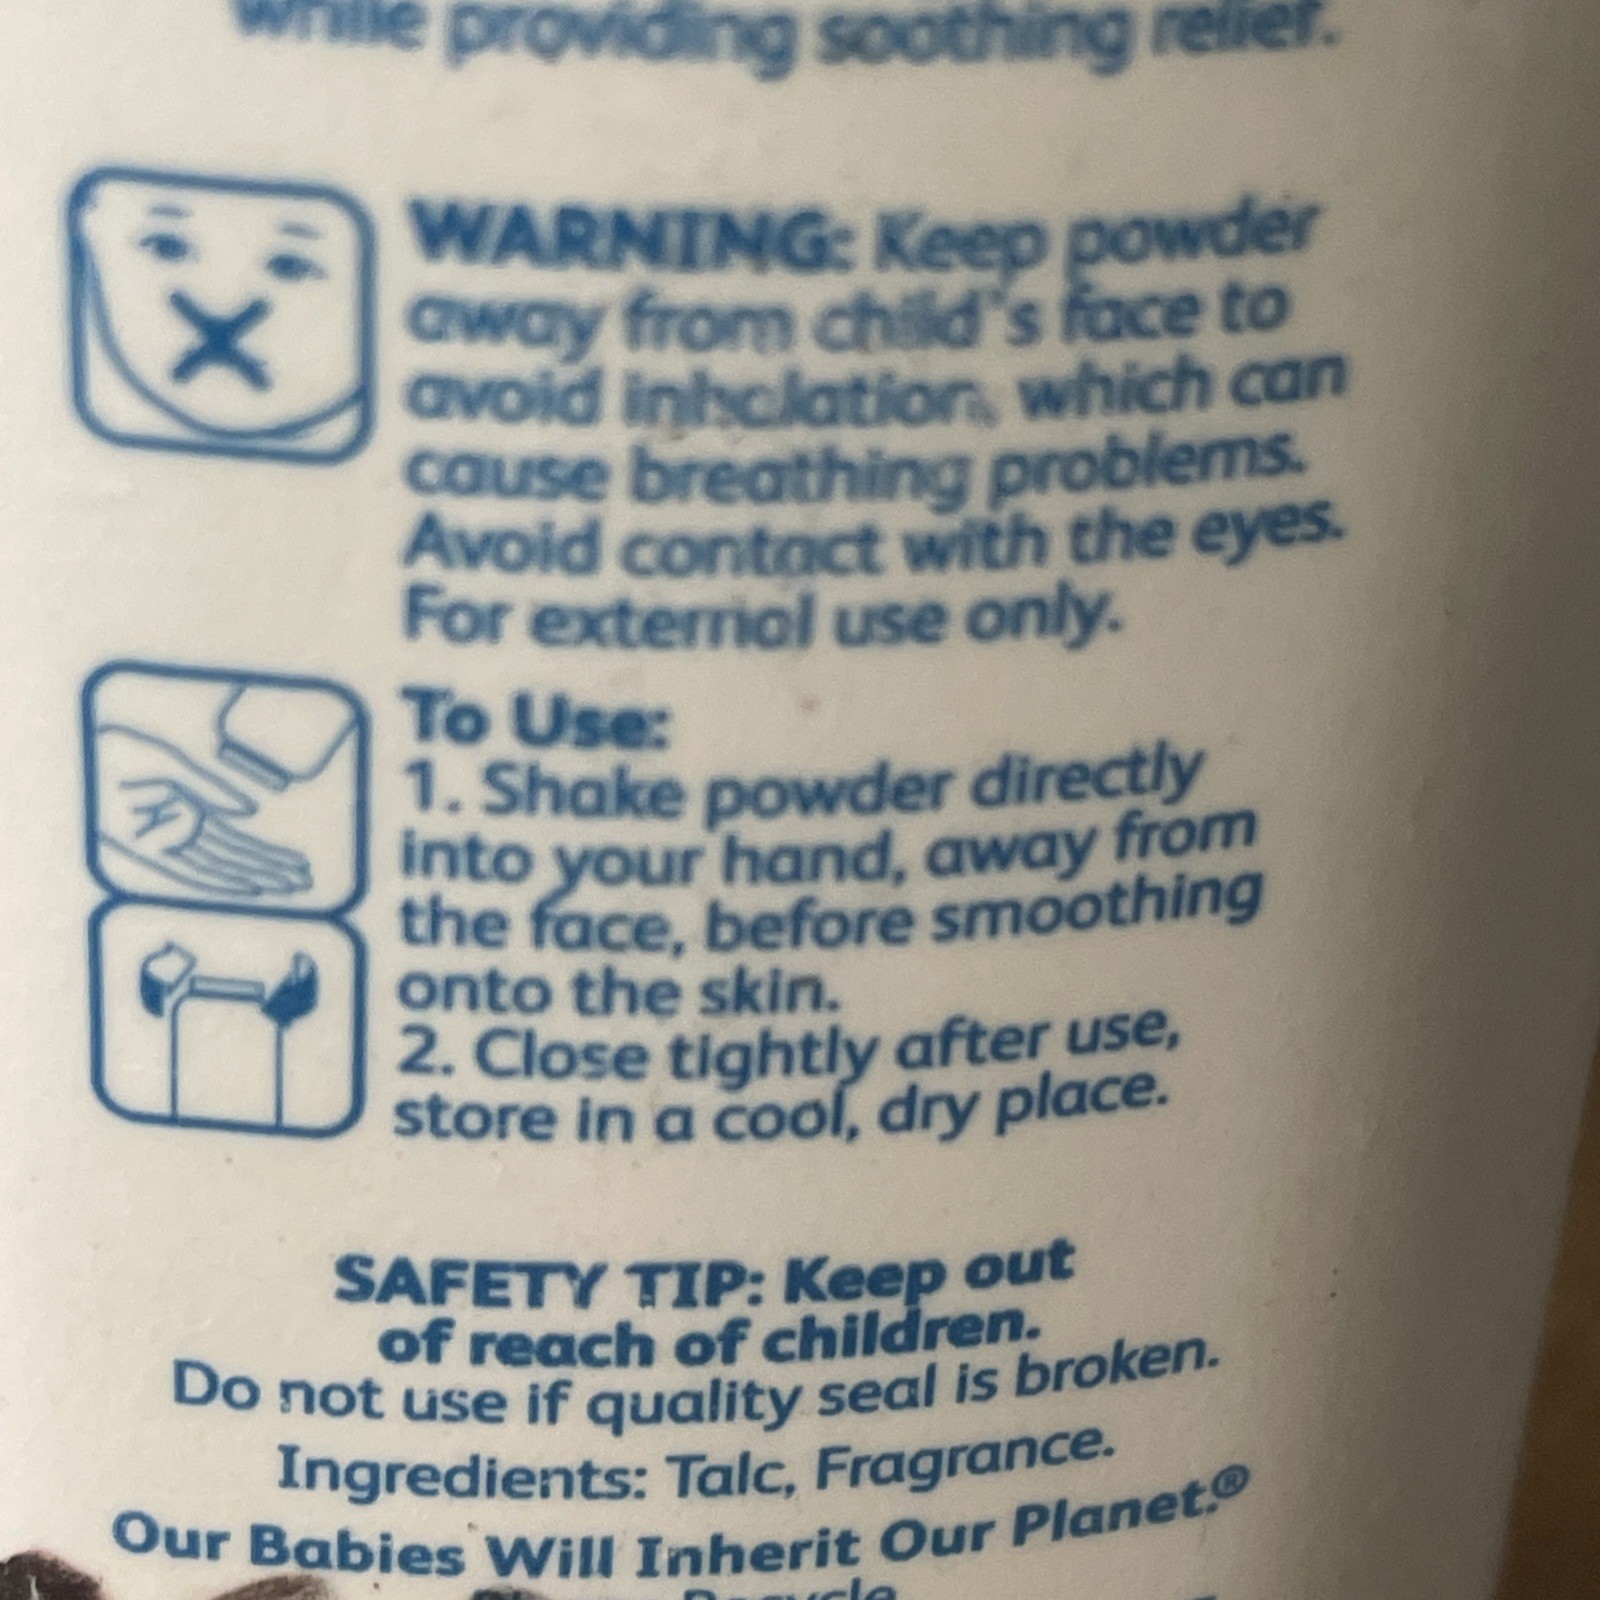 while providing soothing relief.
WARNING: Keep powder
away from child's face to
avoid inhalation, which can
cause breathing problems.
Avoid contact with the eyes.
For external use only.
To Use:
1. Shake powder directly
into your hand, away from
the face, before smoothing
onto the skin.
2. Close tightly after use,
store in a cool, dry place.
SAFETY TIP: Keep out
of reach of children.
Do not use if quality seal is broken.
Ingredients: Talc, Fragrance.
Our Babies Will Inherit Our Planet.®
Recycle